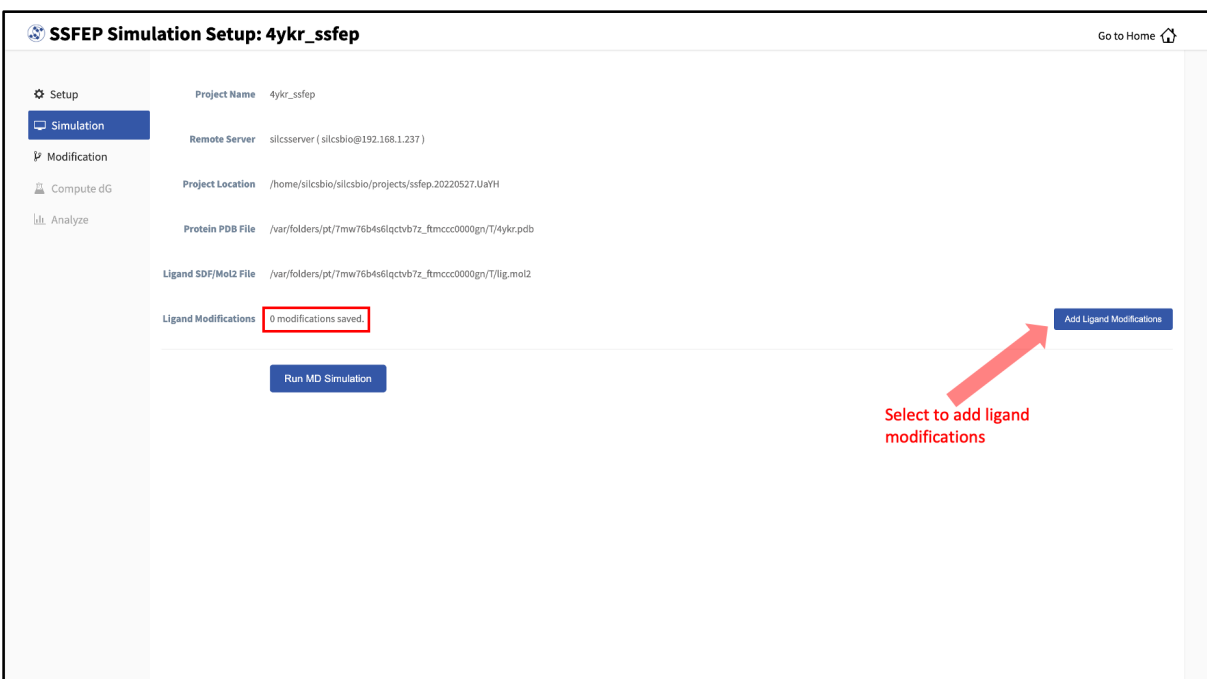 SSFEP Simulation Setup: 4ykr_ssfep
Go to Home
Setup
Simulation
Modification
Compute dG
Analyze
Project Name 4ykr_ssfep
Remote Server silcsserver ( silcsbio@192.168.1.237 )
Project Location /home/silcsbio/silcsbio/projects/ssfep.20220527.UaYH
Protein PDB File /var/folders/pt/7mw76b4s6lqctvb7z_ftmccc0000gn/T/4ykr.pdb
Ligand SDF/Mol2 File /var/folders/pt/7mw76b4s6lqctvb7z_ftmccc0000gn/T/lig.mol2
Ligand Modifications 0 modifications saved.
Add Ligand Modifications
Run MD Simulation
Select to add ligand
modifications